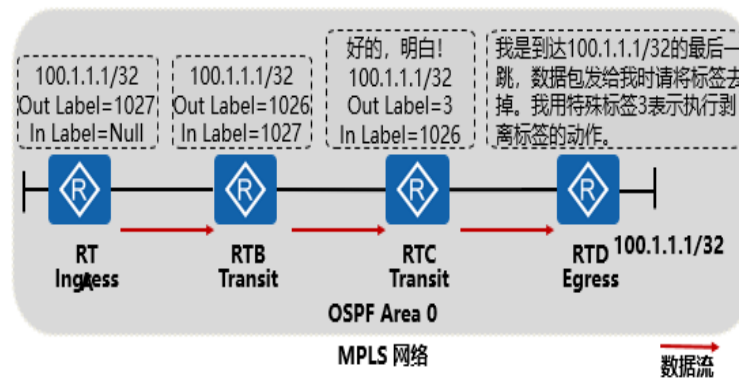 100.1.1.1/32
Out Label=1027
In Label=Null
100.1.1.1/32
Out Label=1026
In Label=1027
好的，明白！
100.1.1.1/32
Out Label=3
In Label=1026
我是到达100.1.1.1/32的最后一
跳，数据包发给我时请将标签去
掉。我用特殊标签3表示执行剥
离标签的动作。
R
R
R
R
RT
A
Ingress
RTB
Transit
RTC
Transit
RTD
Egress
100.1.1.1/32
OSPF Area 0
MPLS 网络
数据流